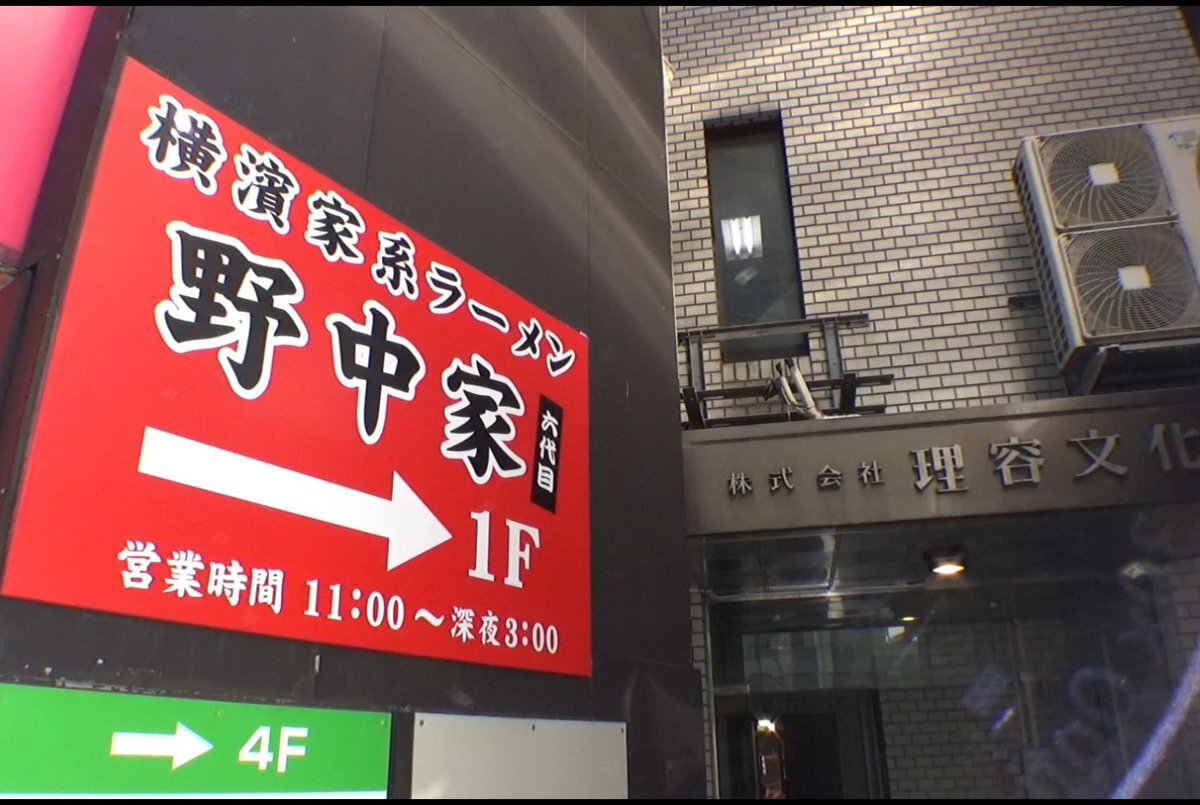 横濱家系ラーメン
野中家
六代目
1F
営業時間 11:00～深夜3:00
4F
株式会社 理容文化